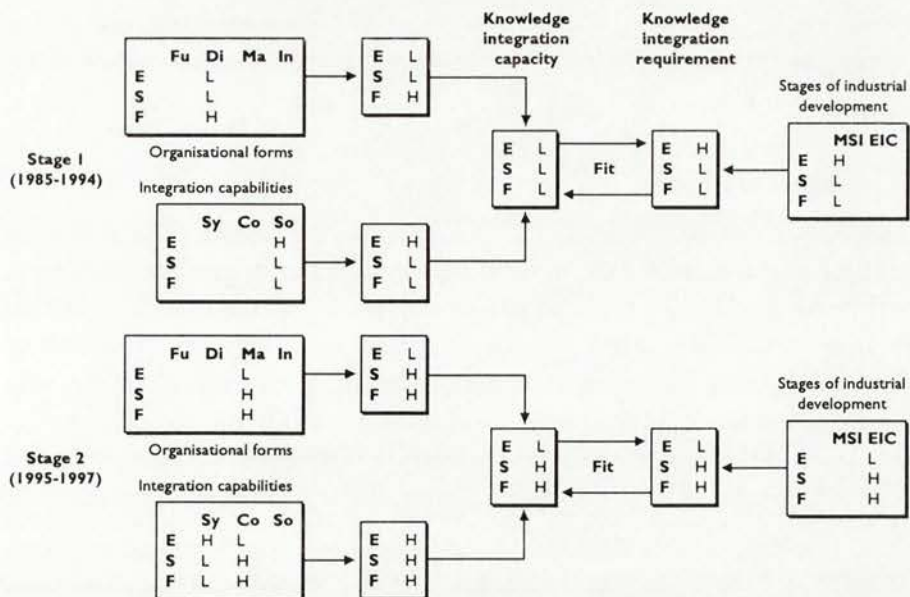 Knowledge integration capacity
Knowledge integration requirement
Stage 1
(1985-1994)
Fu Di Ma In
E L
S L
F H
Organisational forms
E L
S L
F H
Integration capabilities
Sy Co So
E H
S L
F L
E H
S L
F L
E L
S L
F L
Fit
E H
S L
F L
Stages of industrial
development
MSI EIC
E H
S L
F L
Stage 2
(1995-1997)
Fu Di Ma In
E L
S H
F H
Organisational forms
E L
S H
F H
Integration capabilities
Sy Co So
E H L
S L H
F L H
E H
S H
F H
E L
S H
F H
Fit
E L
S H
F H
Stages of industrial
development
MSI EIC
E L
S H
F H